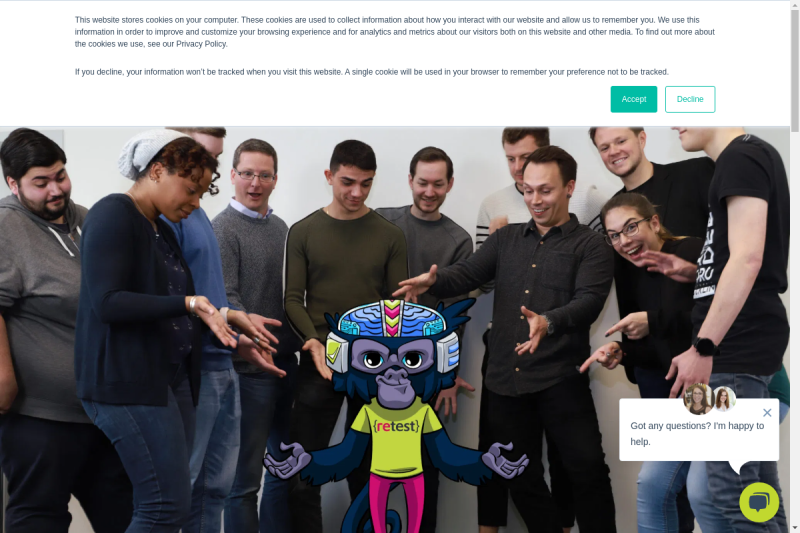 This website stores cookies on your computer. These cookies are used to collect information about how you interact with our website and allow us to remember you. We use this
information in order to improve and customize your browsing experience and for analytics and metrics about our visitors both on this website and other media. To find out more about
the cookies we use, see our Privacy Policy.
If you decline, your information won't be tracked when you visit this website. A single cookie will be used in your browser to remember your preference not to be tracked.
Accept
Decline
{retest}
Got any questions? I'm happy to
help.